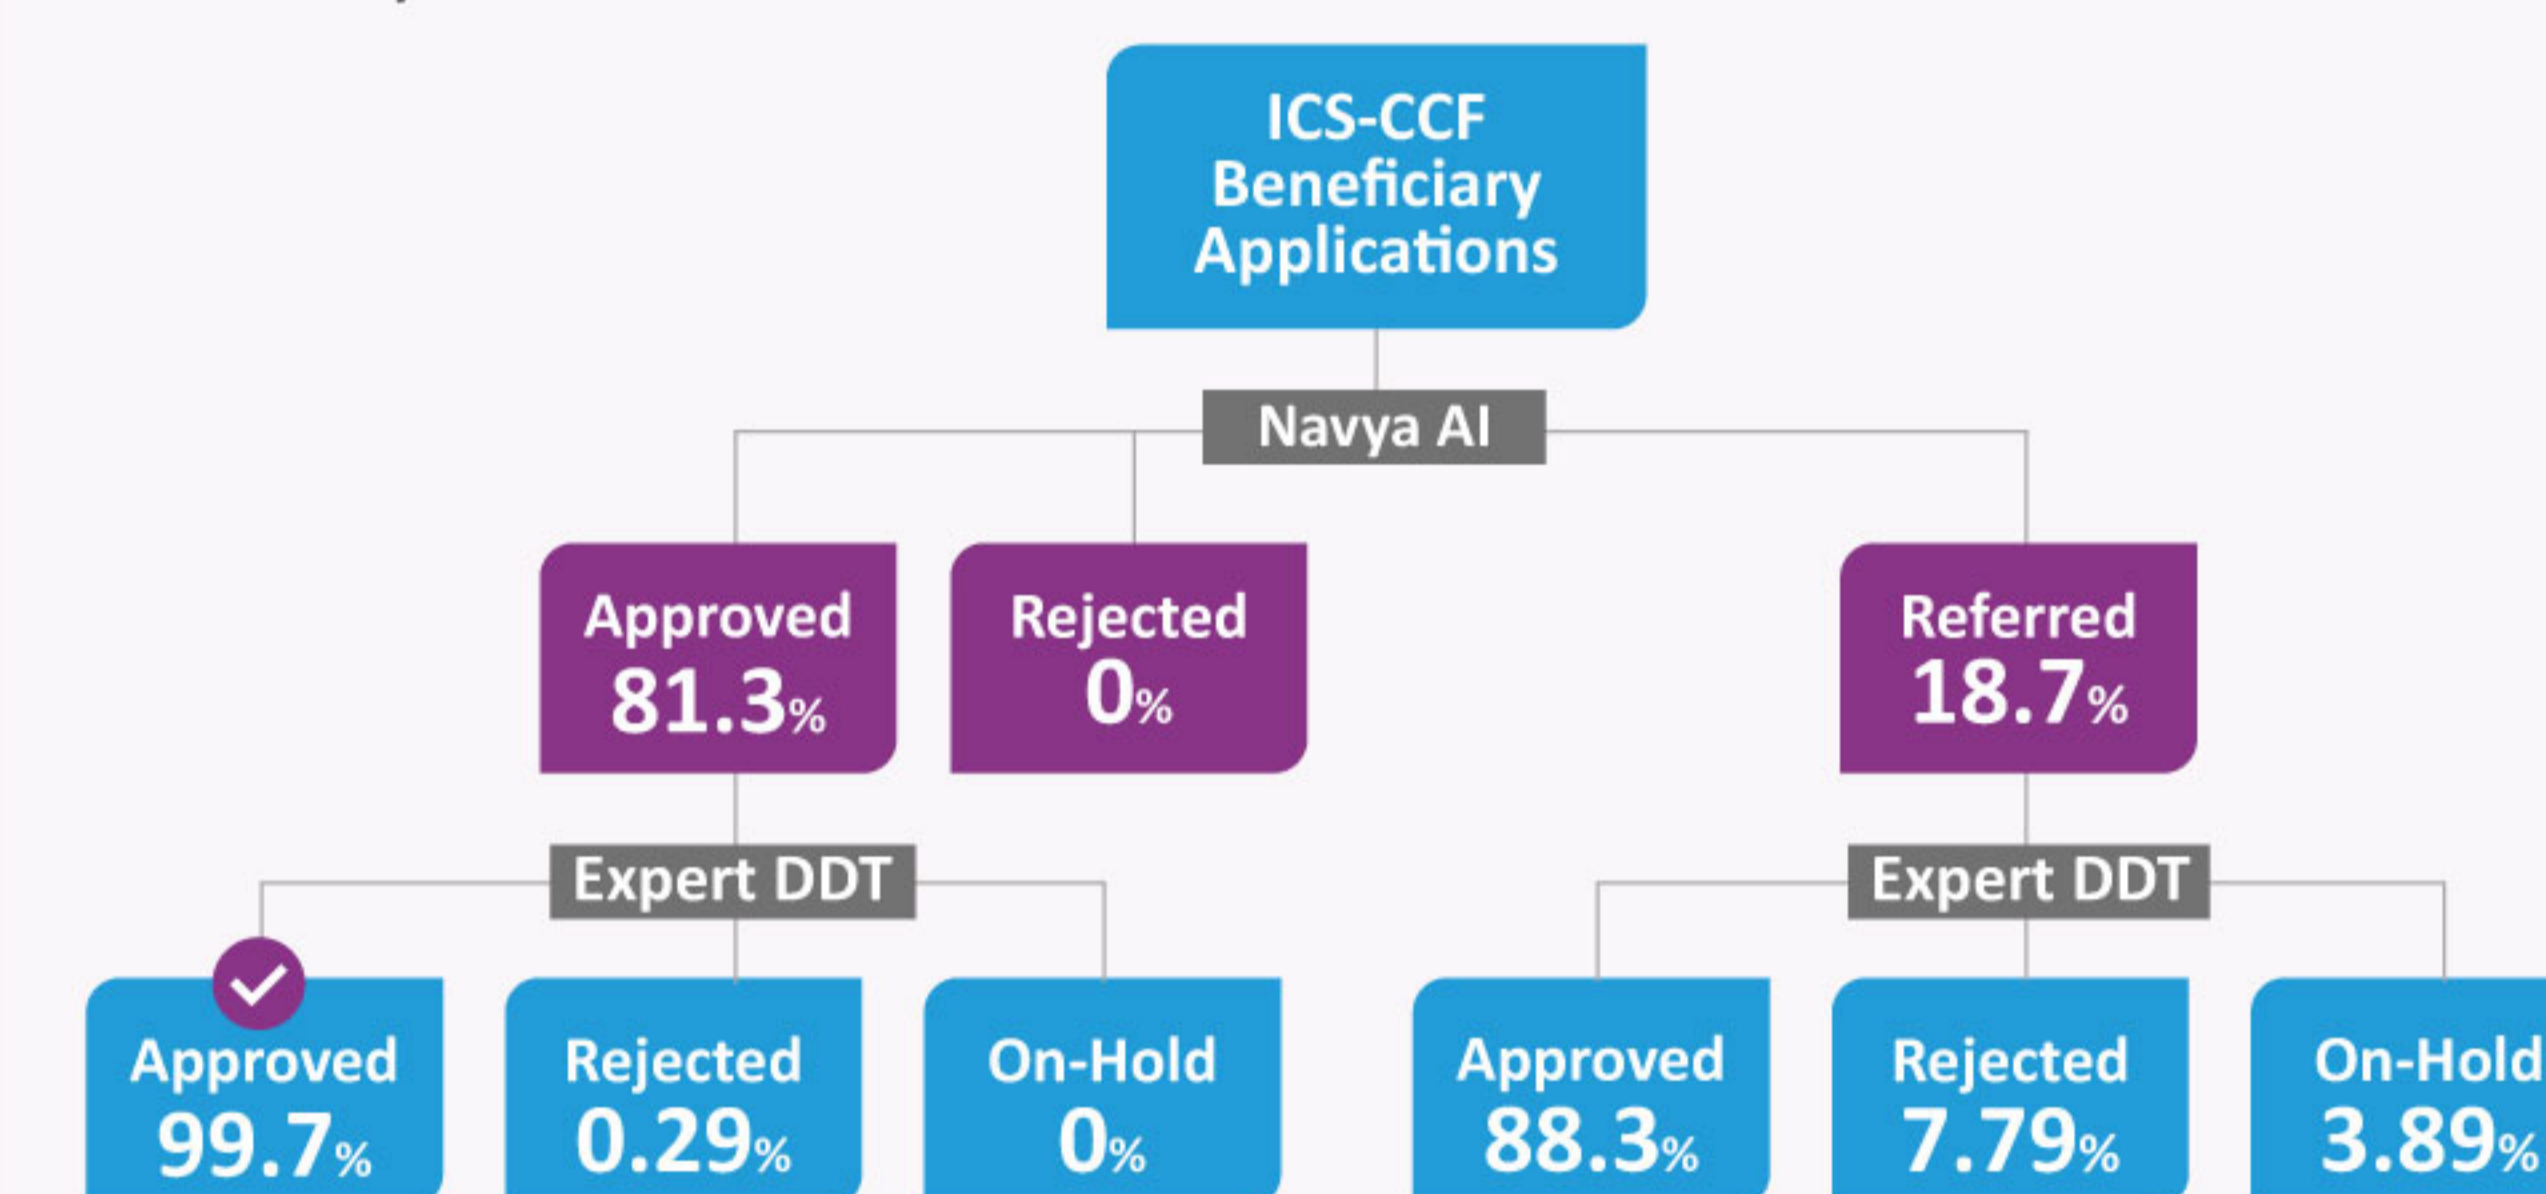 ICS-CCF
Beneficiary
Applications
Navya AI
Approved
81.3%
Rejected
0%
Referred
18.7%
Expert DDT
Expert DDT
Approved
99.7%
Rejected
0.29%
On-Hold
0%
Approved
88.3%
Rejected
7.79%
On-Hold
3.89%